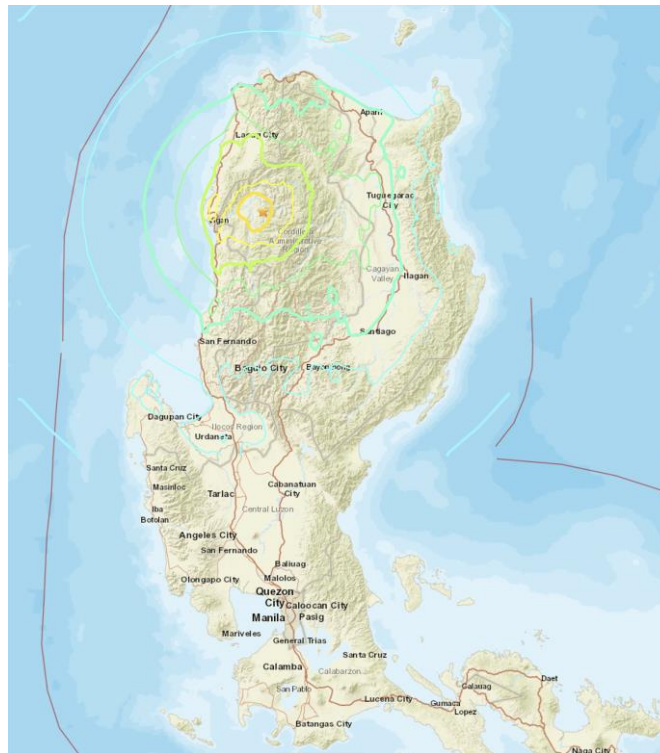 Aparri
Laoag City
Tuguegarao
City
Vigan
Cordillera
Administrative
Region
Cagayan
Valley
Ilagan
Santiago
San Fernando
Baguio City
Bayombong
Dagupan City
Ilocos Region
Urdaneta
Santa Cruz
Masinloc
Cabanatuan
City
Tarlac
Iba
Botolan
Central Luzon
Angeles City
San Fernando
Baliuag
Olongapo City
Malolos
Quezon
City
Caloocan City
Manila
Pasig
Mariveles
General Trias
Santa Cruz
Calamba
Calabarzon
San Pablo
Lucena City
Gumaca
Lopez
Calauag
Daet
Batangas City
Naga City